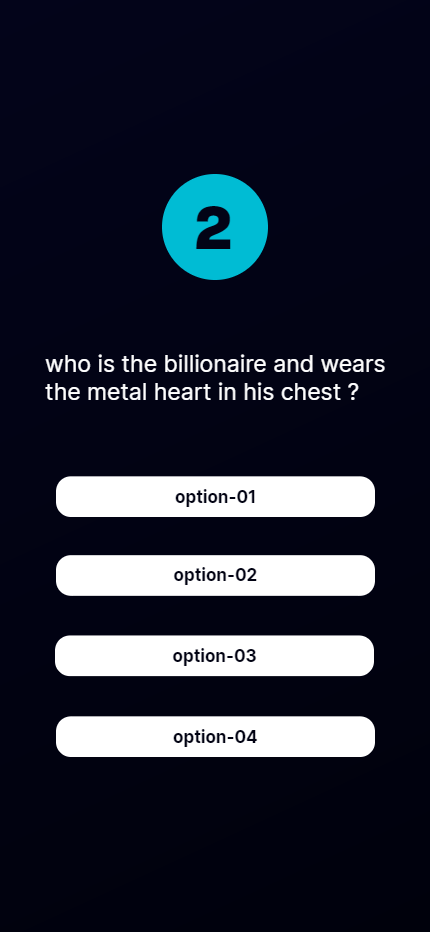 2
who is the billionaire and wears
the metal heart in his chest ?
option-01
option-02
option-03
option-04